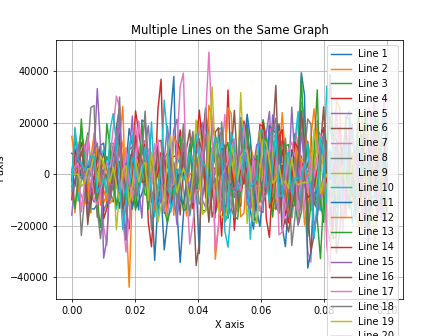 Multiple Lines on the Same Graph
40000
20000
0
−20000
−40000
0.00
0.02
0.04
0.06
X axis
Line 1
Line 2
Line 3
Line 4
Line 5
Line 6
Line 7
Line 8
Line 9
Line 10
Line 11
Line 12
Line 13
Line 14
Line 15
Line 16
Line 17
Line 18
Line 19